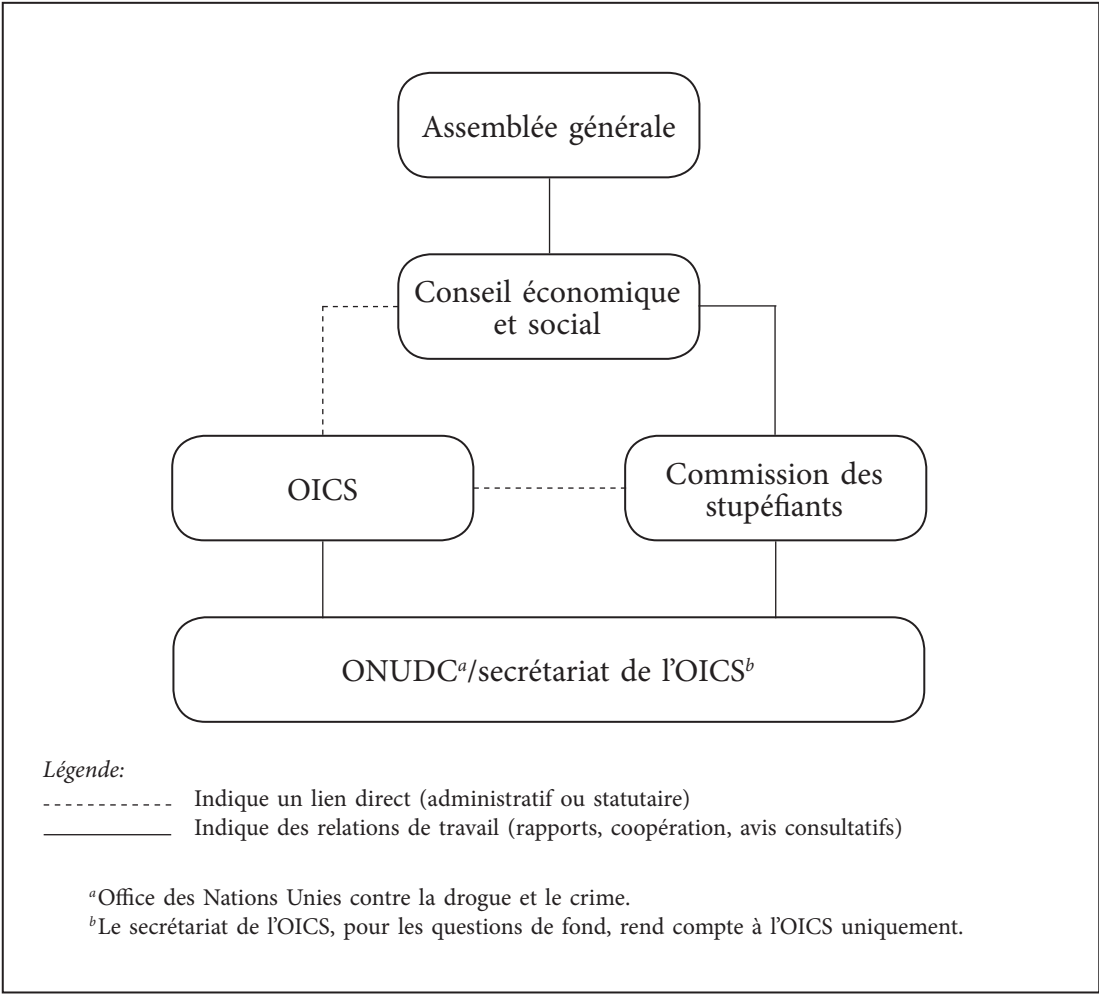 Assemblée générale
Conseil économique
et social
OICS
Commission des
stupéfiants
ONUDCa/secrétariat de l'OICSb
Légende:
Indique un lien direct (administratif ou statutaire)
Indique des relations de travail (rapports, coopération, avis consultatifs)
aOffice des Nations Unies contre la drogue et le crime.
bLe secrétariat de l'OICS, pour les questions de fond, rend compte à l'OICS uniquement.